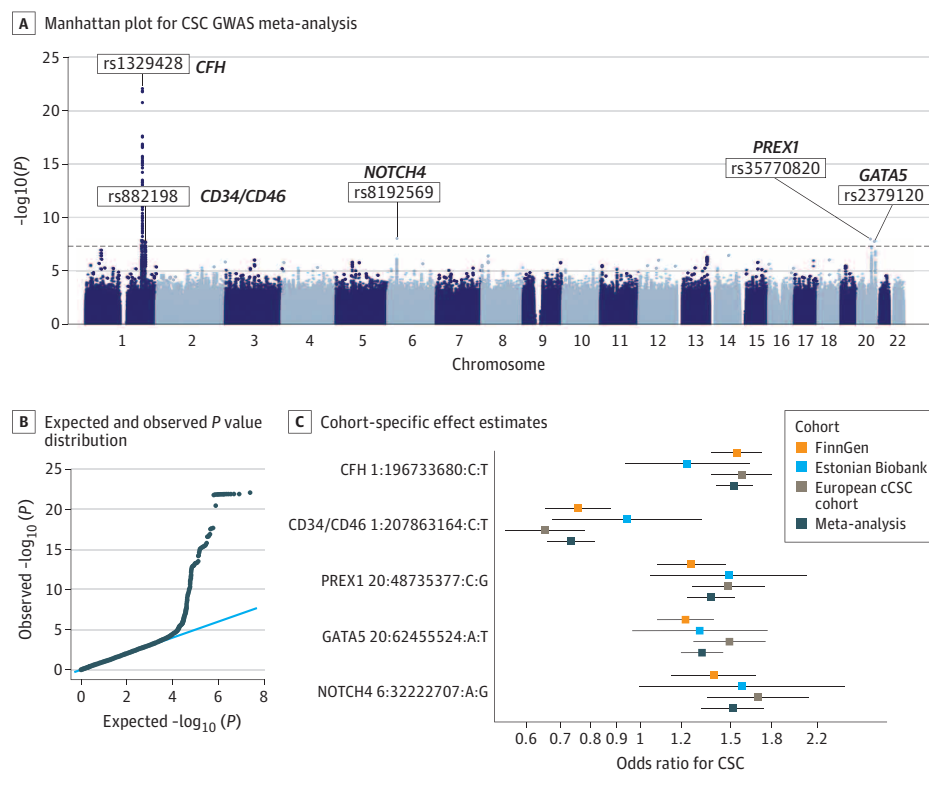 A Manhattan plot for CSC GWAS meta-analysis
25
20
15
10
5
0
-log10(P)
rs1329428 CFH
rs882198 CD34/CD46
NOTCH4
rs8192569
PREX1
rs35770820
GATA5
rs2379120
1 2 3 4 5 6 7 8 9 10 11 12 13 14 15 16 17 18 20 22
Chromosome
B Expected and observed P value
distribution
25
20
15
10
5
0
Observed -log10 (P)
0 2 4 6 8
Expected -log10 (P)
C Cohort-specific effect estimates
Cohort
FinnGen
Estonian Biobank
European cCSC
cohort
Meta-analysis
CFH 1:196733680:C:T
CD34/CD46 1:207863164:C:T
PREX1 20:48735377:C:G
GATA5 20:62455524:A:T
NOTCH4 6:32222707:A:G
0.6 0.7 0.8 0.9 1 1.2 1.5 1.8 2.2
Odds ratio for CSC